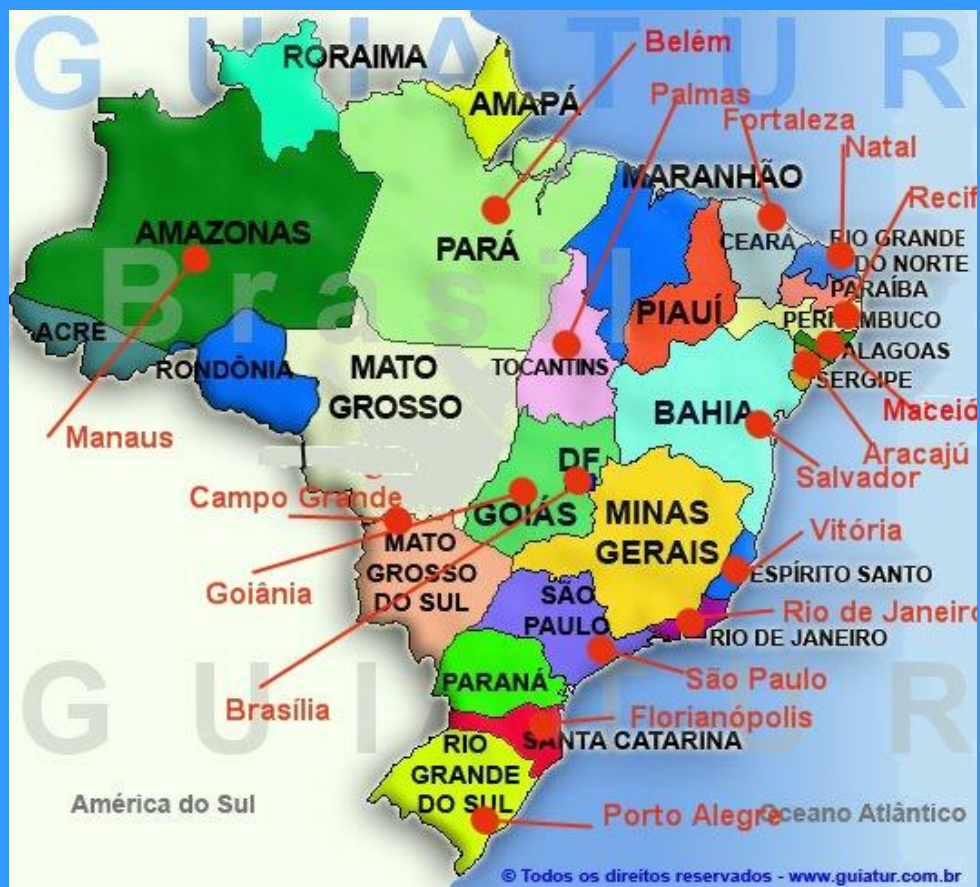 GUIATUR
RORAIMA
Belém
AMAPÁ
Palmas
Fortaleza
Natal
MARANHÃO
Recif
AMAZONAS
PARÁ
CEARÁ
RIO GRANDE
DO NORTE
Brasil
PARAÍBA
PIAUÍ
PERNAMBUCO
ACRE
RONDÔNIA
MATO
GROSSO
TOCANTINS
ALAGOAS
SERGIPE
BAHIA
Maceió
Manaus
Aracajú
DF
Salvador
Campo Grande
GOIÁS
MINAS
GERAIS
Vitória
MATO
GROSSO
DO SUL
Goiânia
SÃO
PAULO
ESPÍRITO SANTO
Rio de Janeiro
RIO DE JANEIRO
PARANÁ
São Paulo
Brasília
Florianópolis
GUIATUR
SANTA CATARINA
RIO
GRANDE
DO SUL
América do Sul
Porto Alegre
Oceano Atlântico
© Todos os direitos reservados - www.guiatur.com.br